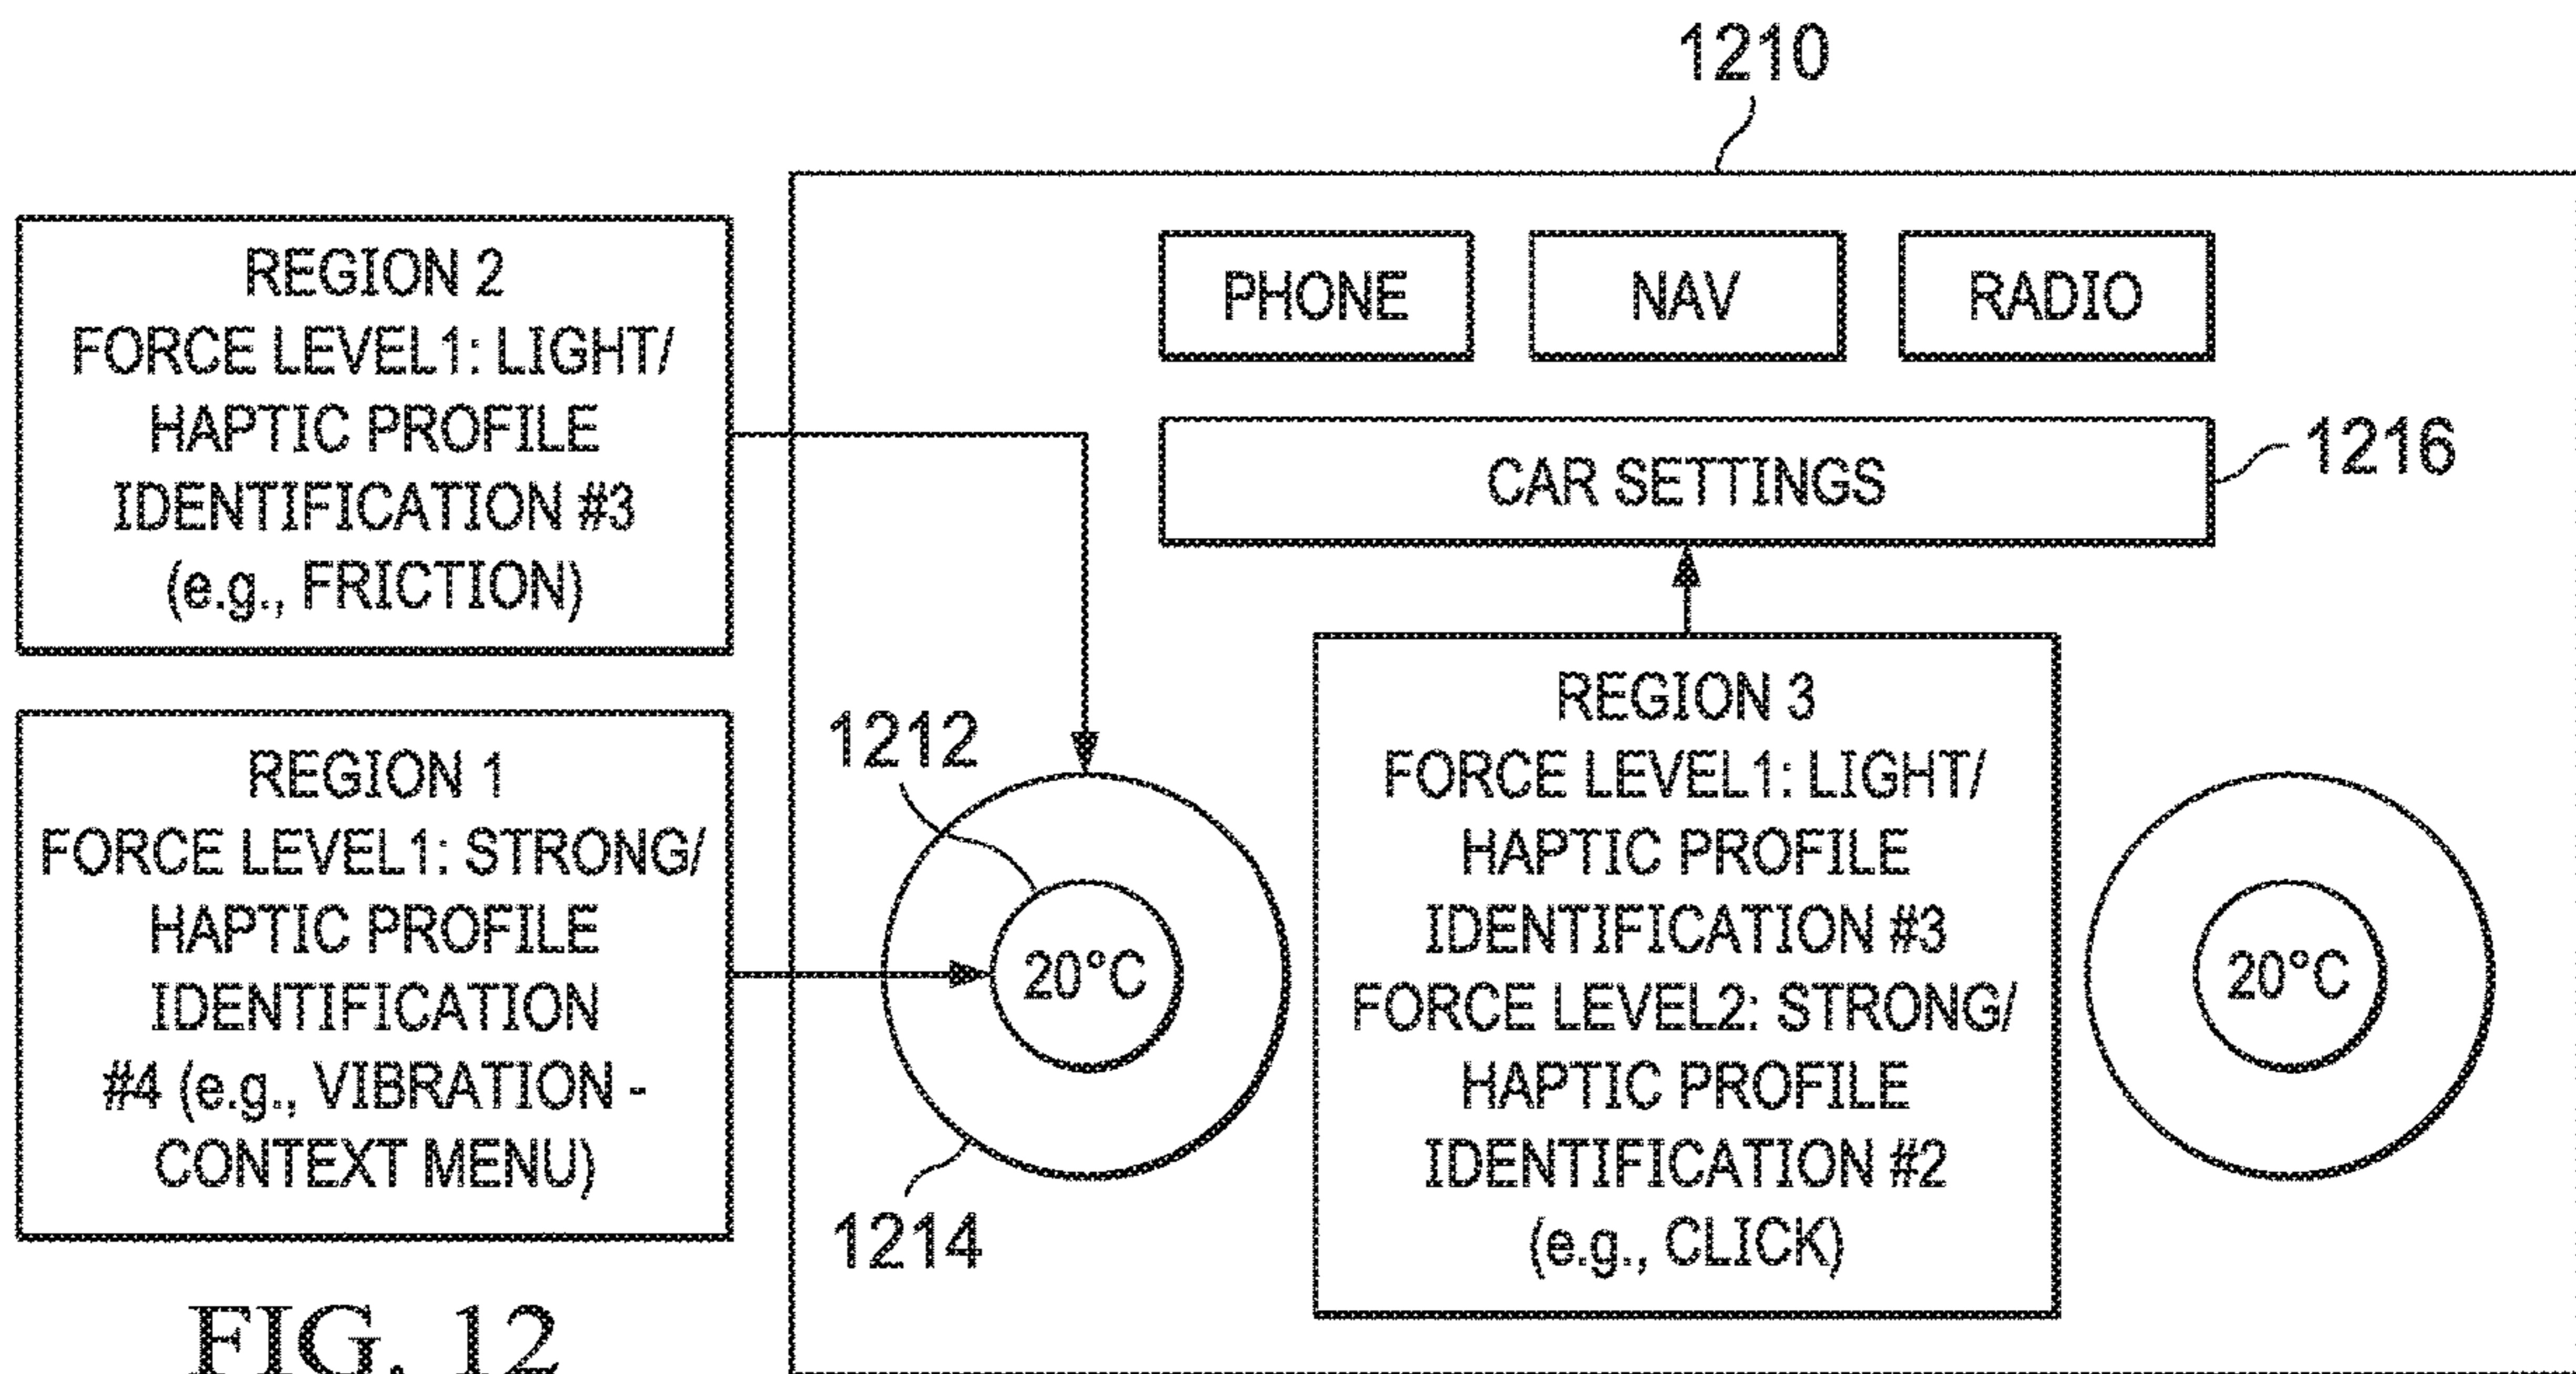 1210
REGION 2
FORCE LEVEL1: LIGHT/
HAPTIC PROFILE
IDENTIFICATION #3
(e.g., FRICTION)
PHONE
NAV
RADIO
CAR SETTINGS
1216
REGION 1
FORCE LEVEL1: STRONG/
HAPTIC PROFILE
IDENTIFICATION
#4 (e.g., VIBRATION -
CONTEXT MENU)
1212
20°C
1214
REGION 3
FORCE LEVEL1: LIGHT/
HAPTIC PROFILE
IDENTIFICATION #3
FORCE LEVEL2: STRONG/
HAPTIC PROFILE
IDENTIFICATION #2
(e.g., CLICK)
20°C
FIG. 12